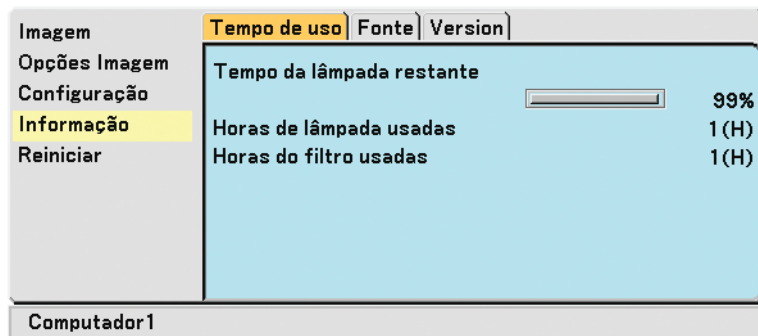 Imagem
Opções Imagem
Configuração
Informação
Reiniciar
Tempo de uso Fonte Version
Tempo da lâmpada restante
99%
Horas de lâmpada usadas 1(H)
Horas do filtro usadas 1(H)
Computador1